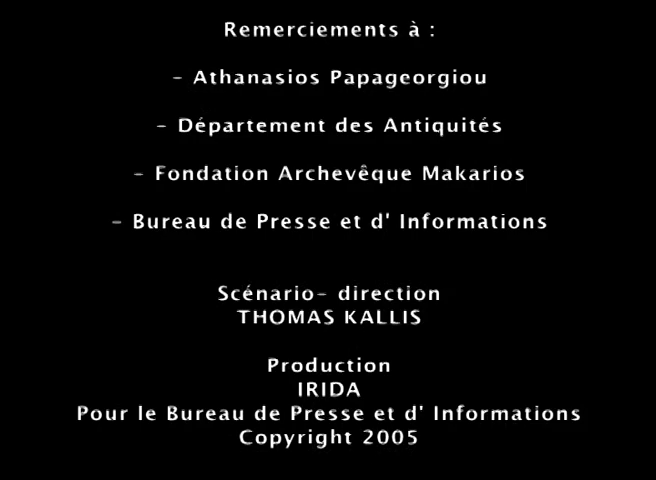 Remerciements à :
- Athanasios Papageorgiou
- Département des Antiquités
- Fondation Archevêque Makarios
- Bureau de Presse et d' Informations
Scénario- direction
THOMAS KALLIS
Production
IRIDA
Pour le Bureau de Presse et d' Informations
Copyright 2005